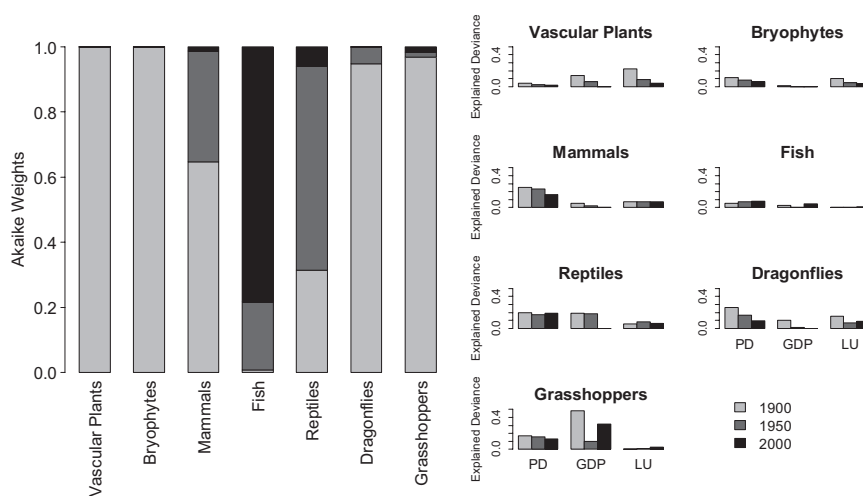 Akaike Weights
1.0
0.8
0.6
0.4
0.2
0.0
Vascular Plants
Bryophytes
Mammals
Fish
Reptiles
Dragonflies
Grasshoppers
Vascular Plants
Explained Deviance
0.4
0.0
Bryophytes
0.4
0.0
Mammals
Explained Deviance
0.4
0.0
Fish
0.4
0.0
Reptiles
Explained Deviance
0.4
0.0
Dragonflies
0.4
0.0
PD GDP LU
Grasshoppers
Explained Deviance
0.4
0.0
PD GDP LU
1900
1950
2000